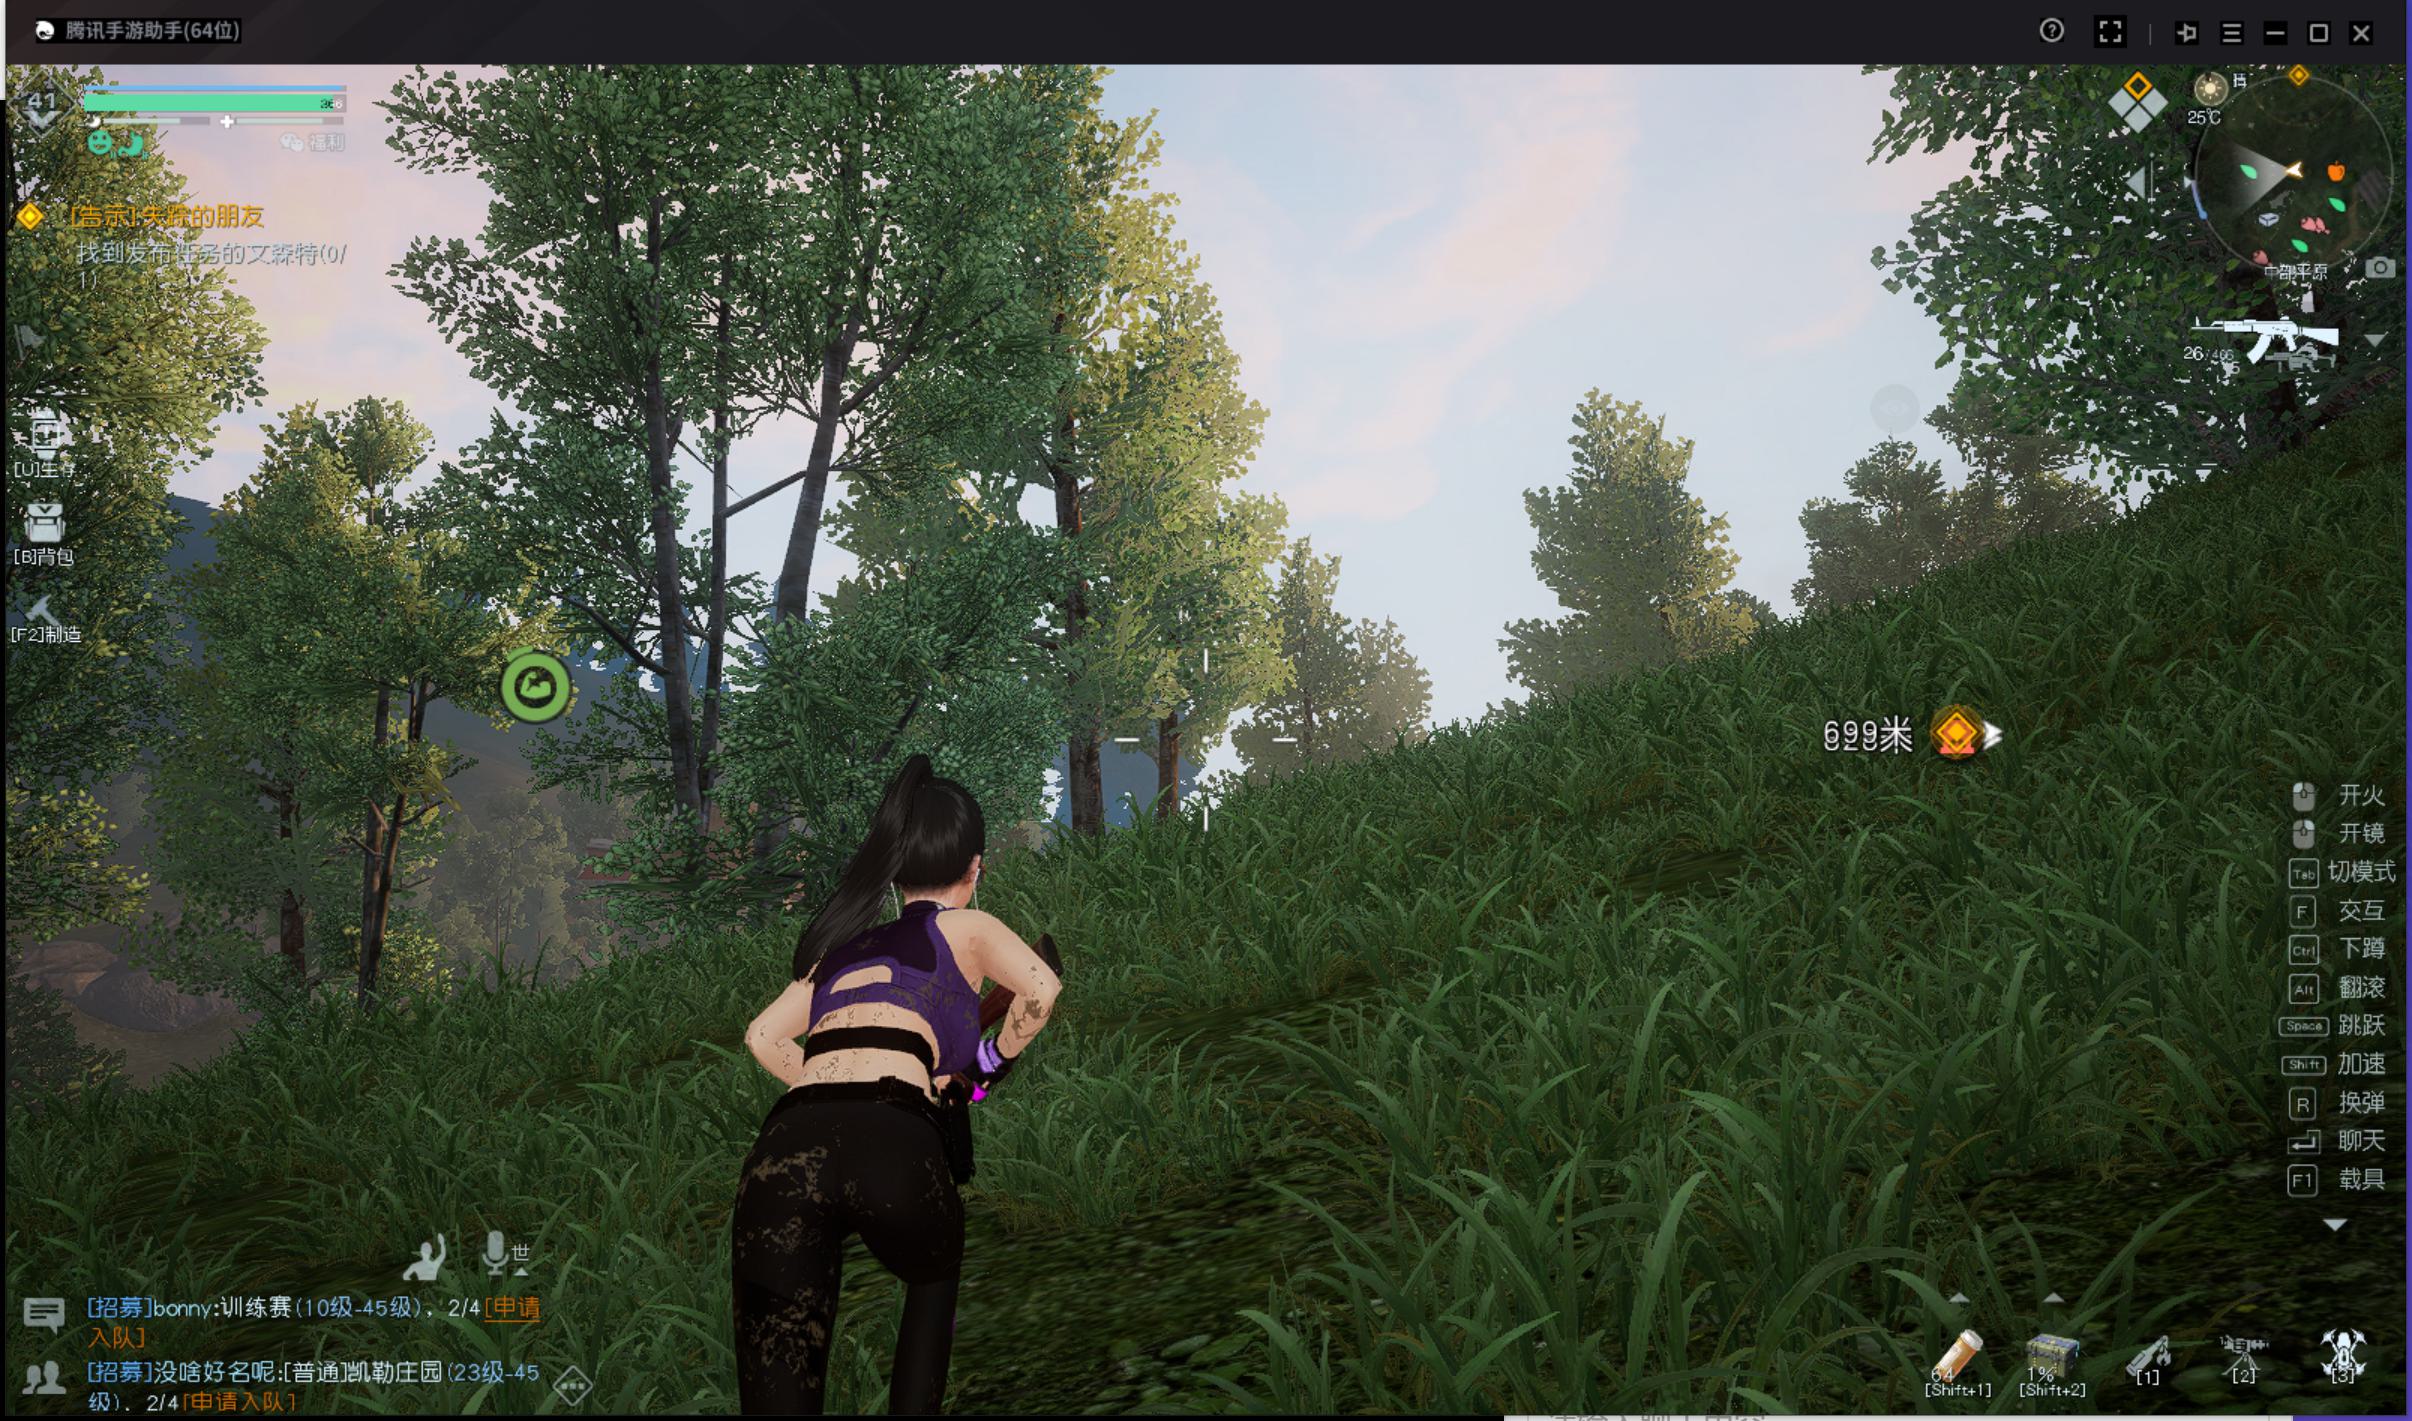 腾讯手游助手(64位)
41
366
福利
25℃
[告示]失踪的朋友
找到发布任务的文森特(0/
1)
中部平原
26/466
[U]生存
[B]背包
[F2]制造
699米
开火
开镜
Tab 切模式
F 交互
Ctrl 下蹲
Alt 翻滚
Space 跳跃
Shift 加速
R 换弹
聊天
F1 载具
世
[招募]bonny:训练赛(10级-45级), 2/4[申请
入队]
[招募]没啥好名呢:[普通]凯勒庄园(23级-45
级), 2/4[申请入队]
64
[Shift+1]
1%
[Shift+2]
[1]
[2]
[3]